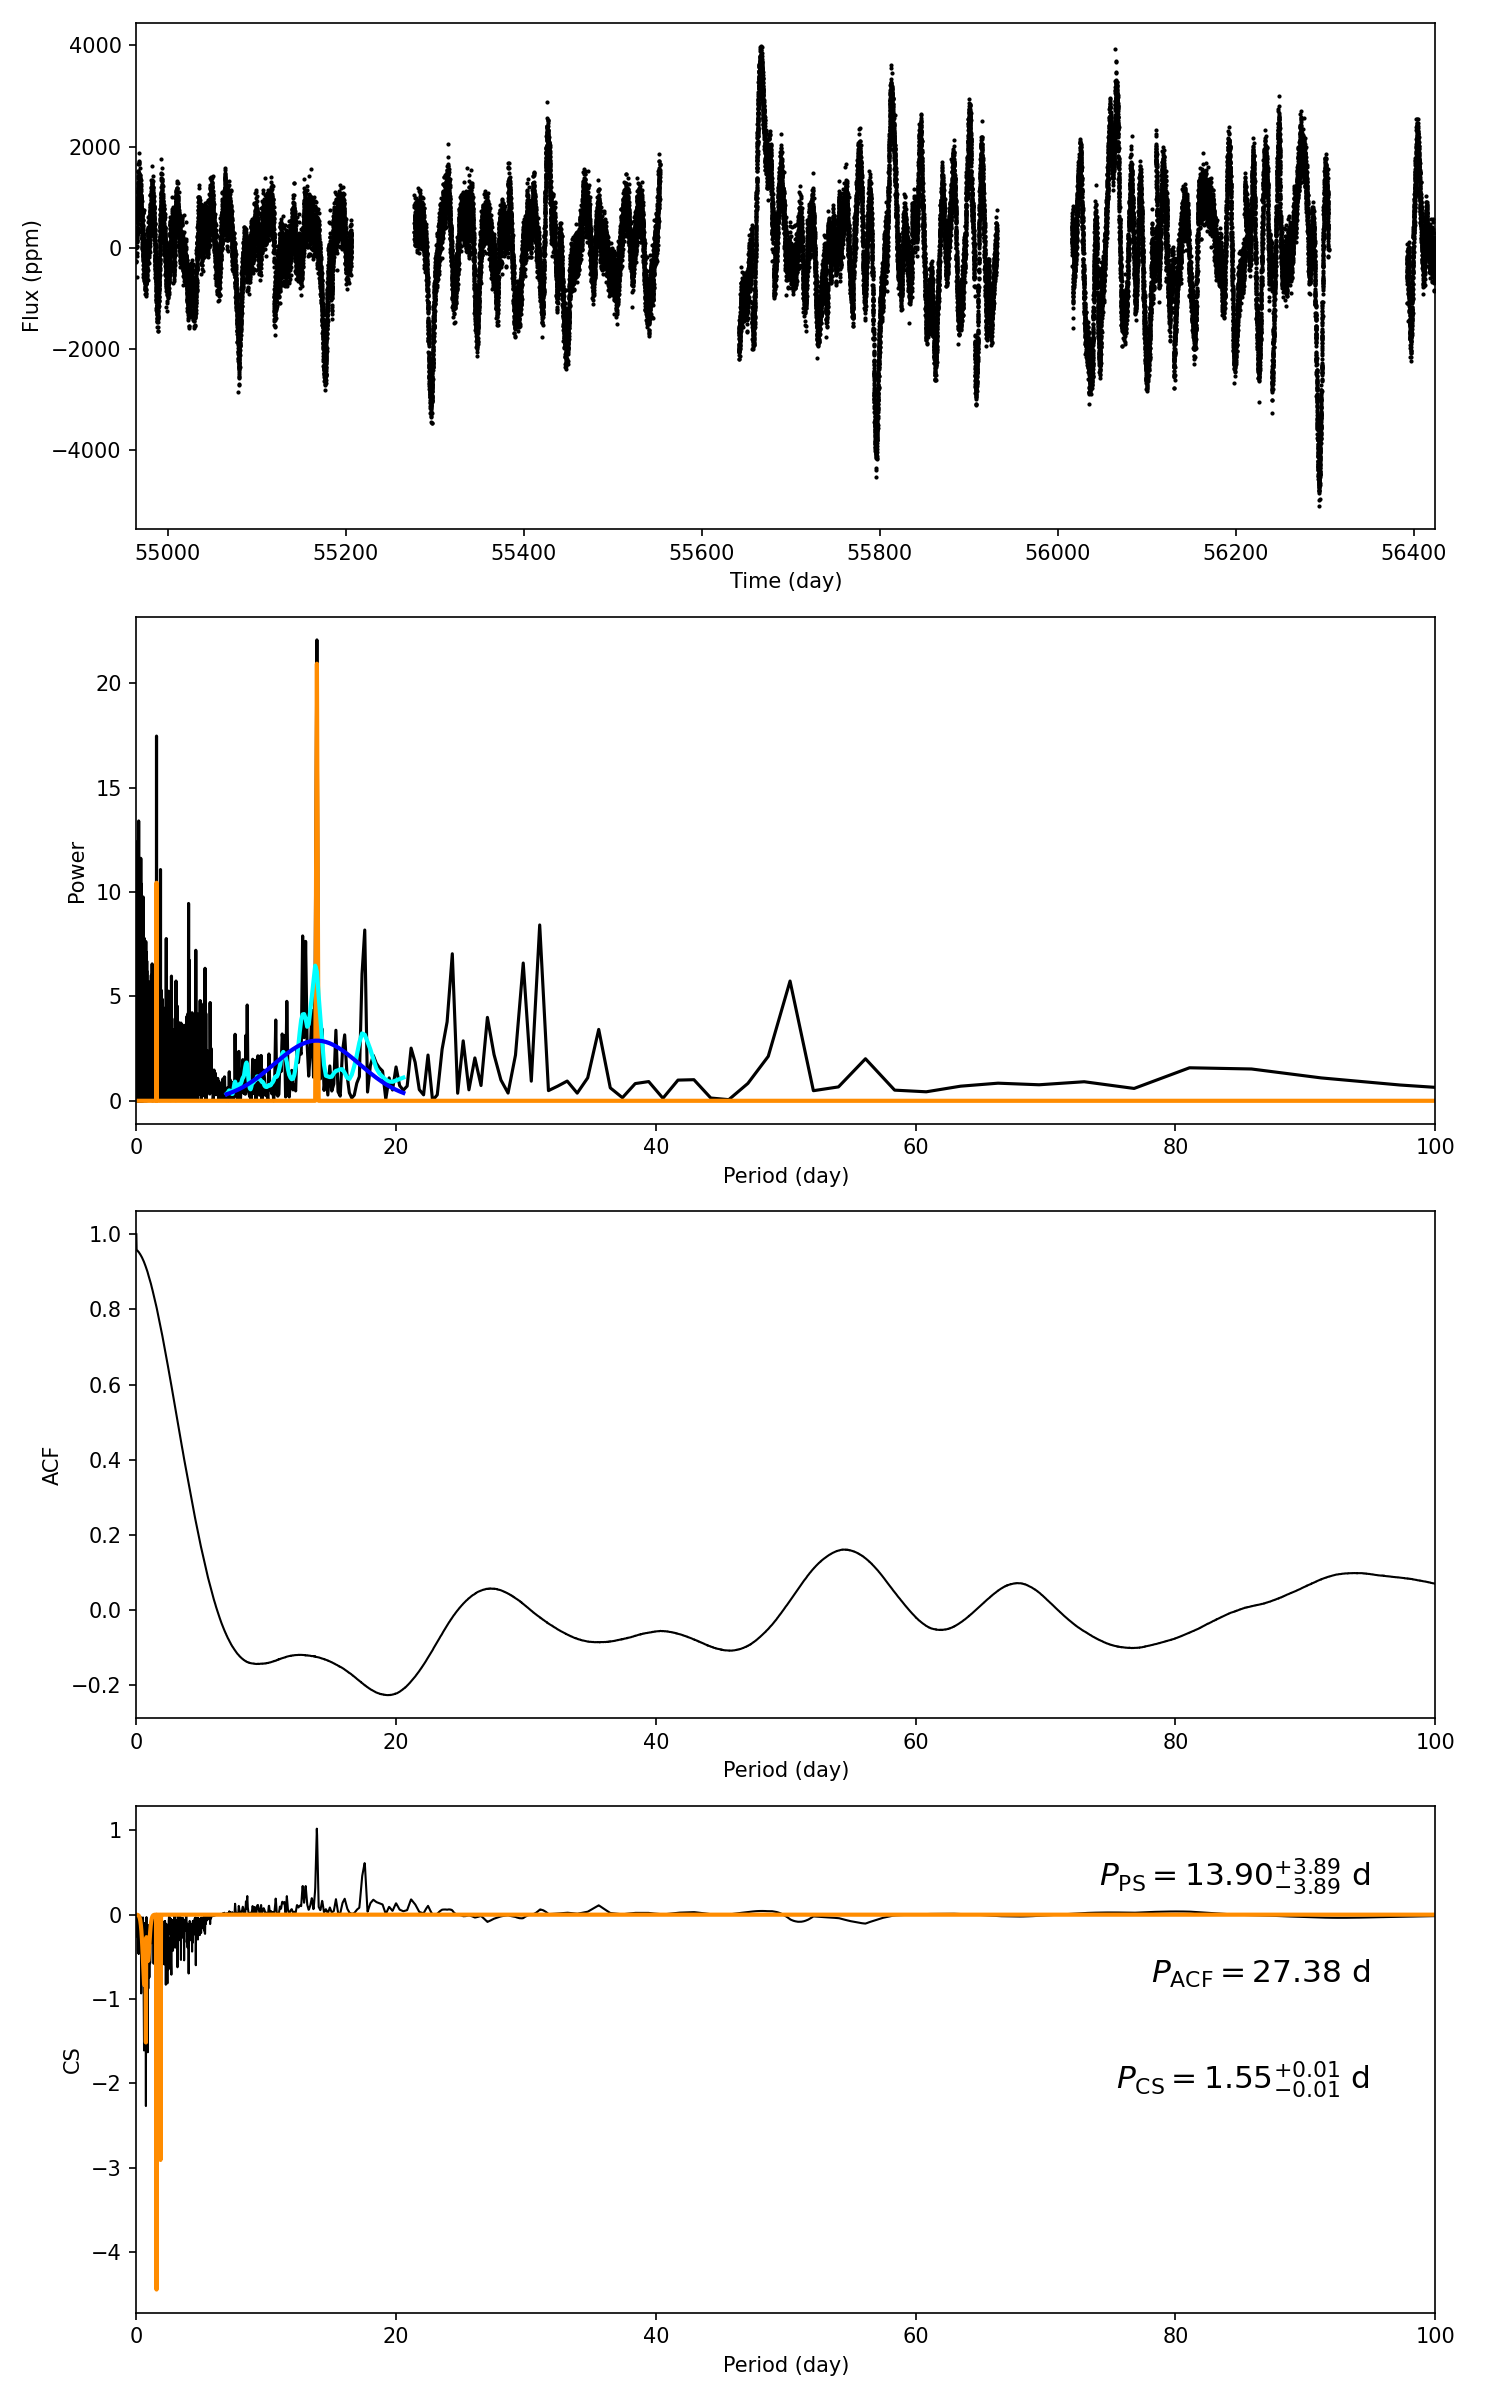 4000
2000
0
−2000
−4000
Flux (ppm)
55000 55200 55400 55600 55800 56000 56200 56400
Time (day)
20
15
10
5
0
Power
0 20 40 60 80 100
Period (day)
1.0
0.8
0.6
0.4
0.2
0.0
−0.2
ACF
0 20 40 60 80 100
Period (day)
1
0
−1
−2
−3
−4
CS
P_PS = 13.90^{+3.89}_{−3.89} d
P_ACF = 27.38 d
P_CS = 1.55^{+0.01}_{−0.01} d
0 20 40 60 80 100
Period (day)